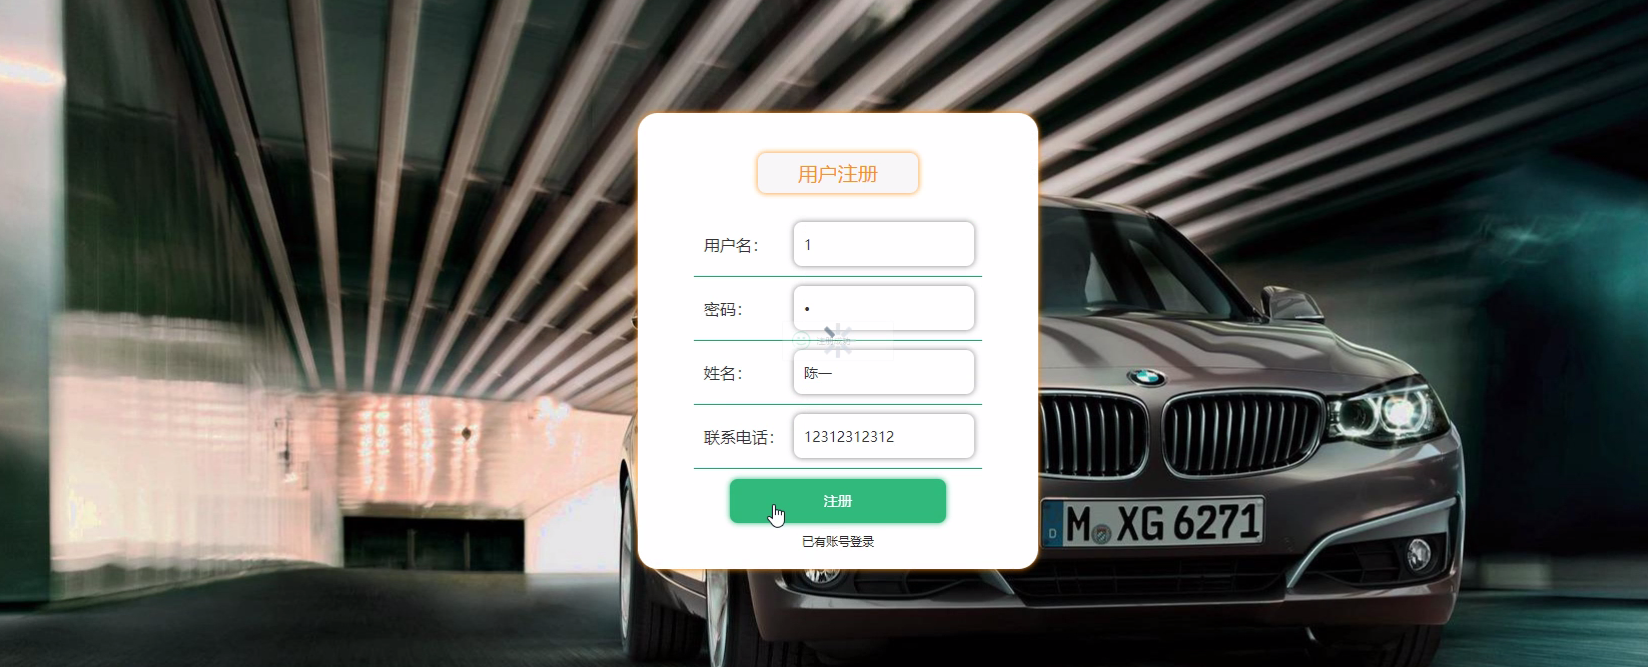 用户注册
用户名： 1
密码： •
姓名： 陈一
联系电话： 12312312312
注册
已有账号登录
D M XG 6271